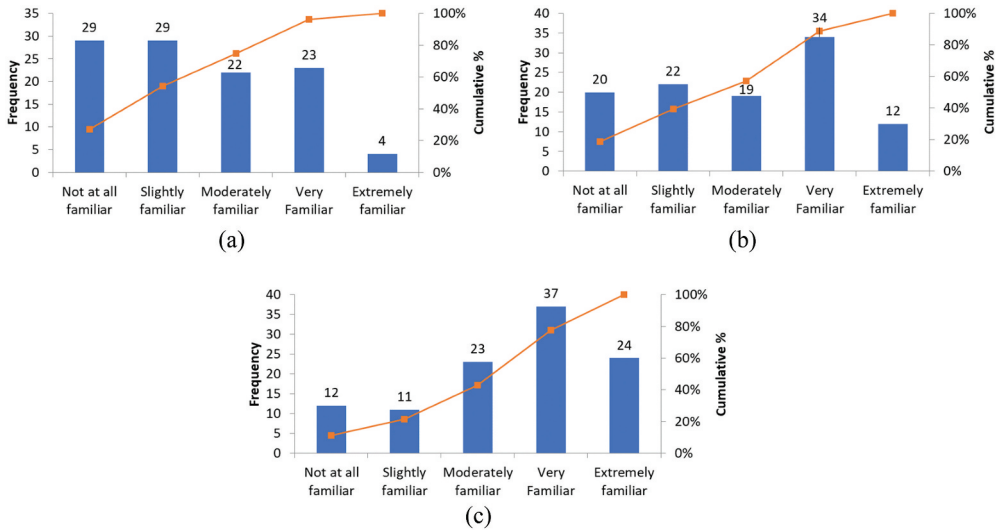 35
30
25
20
15
10
5
0
Frequency
29
29
22
23
4
100%
80%
60%
40%
20%
0%
Cumulative %
Not at all familiar
Slightly familiar
Moderately familiar
Very Familiar
Extremely familiar
(a)
40
35
30
25
20
15
10
5
0
Frequency
20
22
19
34
12
100%
80%
60%
40%
20%
0%
Cumulative %
Not at all familiar
Slightly familiar
Moderately familiar
Very Familiar
Extremely familiar
(b)
40
35
30
25
20
15
10
5
0
Frequency
12
11
23
37
24
100%
80%
60%
40%
20%
0%
Cumulative %
Not at all familiar
Slightly familiar
Moderately familiar
Very Familiar
Extremely familiar
(c)